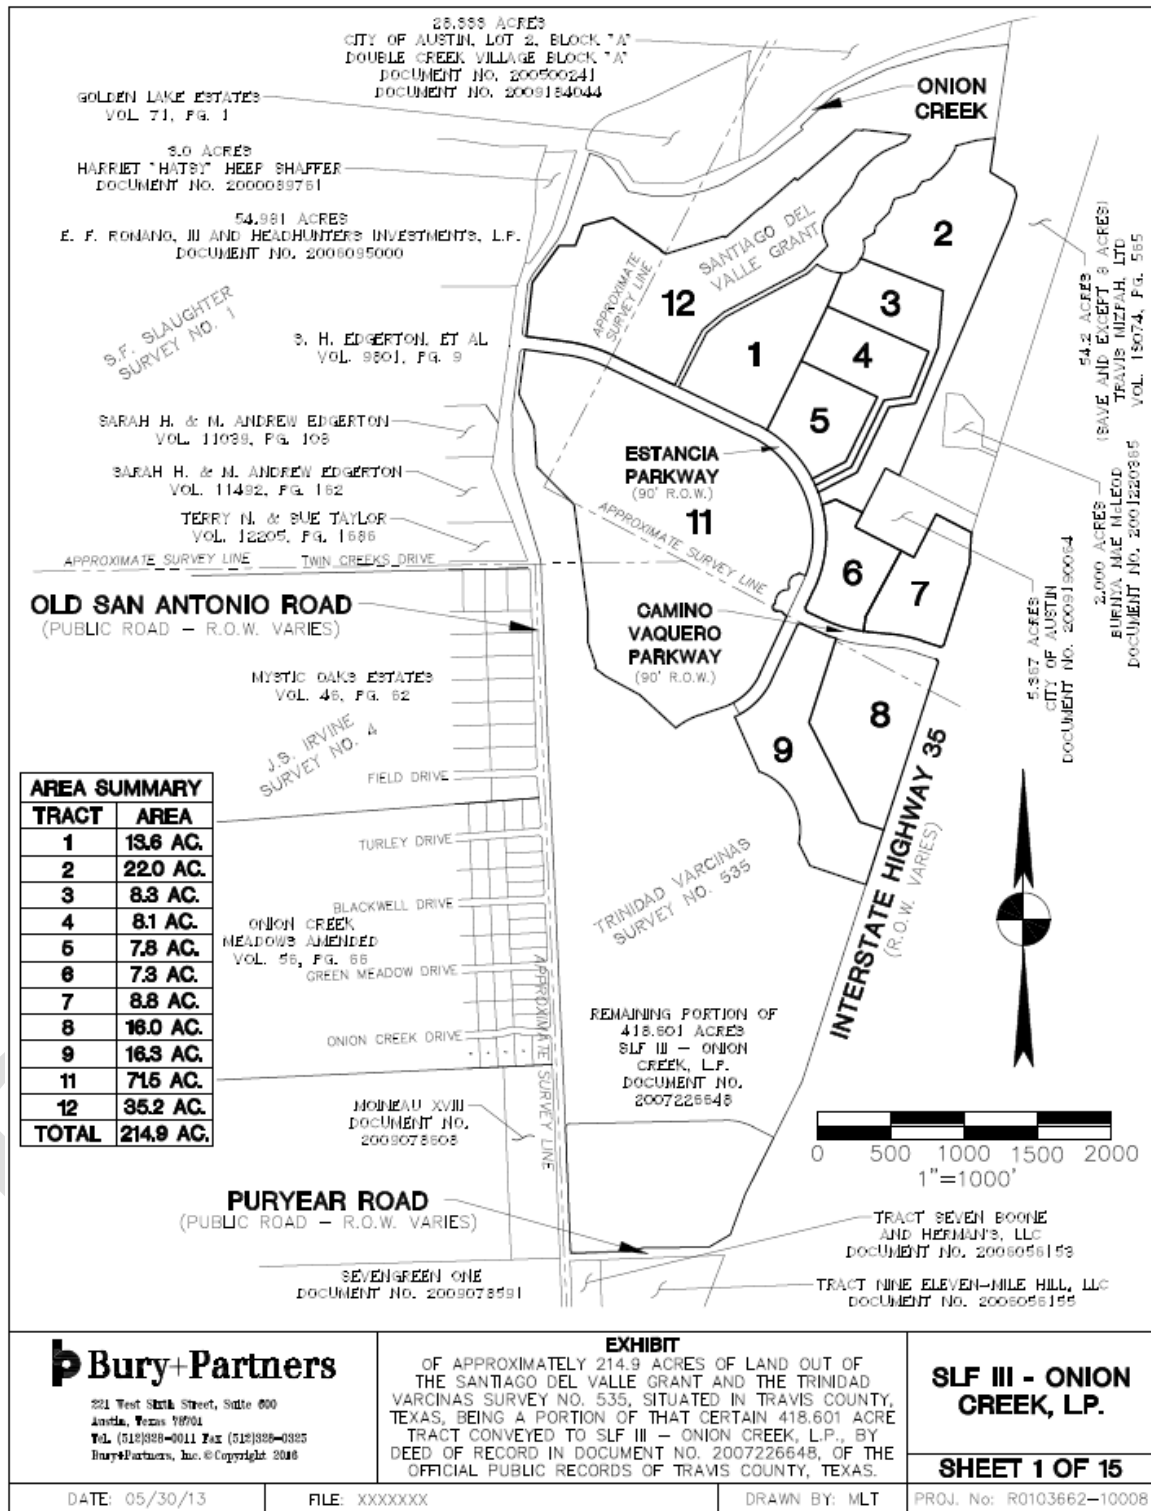 28.888 ACRES
CITY OF AUSTIN, LOT 2, BLOCK "A"
DOUBLE CREEK VILLAGE BLOCK "A"
DOCUMENT NO. 200500241
DOCUMENT NO. 2009184044
GOLDEN LAKE ESTATES
VOL. 71, PG. 1
ONION
CREEK
3.0 ACRES
HARRIET "HATSY" HEEP SHAFFER
DOCUMENT NO. 2000089761
54.981 ACRES
E. F. ROMANO, III AND HEADHUNTERS INVESTMENTS, L.P.
DOCUMENT NO. 2006095000
S.F. SLAUGHTER
SURVEY NO. 1
S. H. EDGERTON, ET AL
VOL. 9801, PG. 9
SARAH H. & M. ANDREW EDGERTON
VOL. 11039, PG. 108
SARAH H. & M. ANDREW EDGERTON
VOL. 11492, PG. 162
TERRY N. & SUE TAYLOR
VOL. 12205, PG. 1686
APPROXIMATE SURVEY LINE
TWIN CREEKS DRIVE
SANTIAGO DEL
VALLE GRANT
APPROXIMATE
SURVEY LINE
2
12
3
1
4
5
ESTANCIA
PARKWAY
(90' R.O.W.)
11
APPROXIMATE SURVEY LINE
6
7
CAMINO
VAQUERO
PARKWAY
(90' R.O.W.)
8
9
54.2 ACRES
(SAVE AND EXCEPT 8 ACRES)
TRAVIS MIZPAH, LTD
VOL. 13074, PG. 565
2.000 ACRES
BURNYA MAE McLEOD
DOCUMENT NO. 2001220365
5.367 ACRES
CITY OF AUSTIN
DOCUMENT NO. 2009190064
OLD SAN ANTONIO ROAD
(PUBLIC ROAD – R.O.W. VARIES)
MYSTIC OAKS ESTATES
VOL. 46, PG. 62
J.S. IRVINE
SURVEY NO. 4
FIELD DRIVE
TURLEY DRIVE
BLACKWELL DRIVE
ONION CREEK
MEADOWS AMENDED
VOL. 56, PG. 66
GREEN MEADOW DRIVE
ONION CREEK DRIVE
APPROXIMATE SURVEY LINE
TRINIDAD VARCINAS
SURVEY NO. 535
INTERSTATE HIGHWAY 35
(R.O.W. VARIES)
AREA SUMMARY
TRACT AREA
1 13.6 AC.
2 22.0 AC.
3 8.3 AC.
4 8.1 AC.
5 7.8 AC.
6 7.3 AC.
7 8.8 AC.
8 16.0 AC.
9 16.3 AC.
11 71.5 AC.
12 35.2 AC.
TOTAL 214.9 AC.
REMAINING PORTION OF
418.601 ACRES
SLF III – ONION
CREEK, L.P.
DOCUMENT NO.
2007226648
MOINEAU XVIII
DOCUMENT NO.
2009078608
0 500 1000 1500 2000
1"=1000'
PURYEAR ROAD
(PUBLIC ROAD – R.O.W. VARIES)
TRACT SEVEN BOONE
AND HERMAN'S, LLC
DOCUMENT NO. 2006056153
SEVENGREEN ONE
DOCUMENT NO. 2009078591
TRACT NINE ELEVEN–MILE HILL, LLC
DOCUMENT NO. 2006056155
Bury+Partners
221 West Sixth Street, Suite 600
Austin, Texas 78701
Tel. (512)328-0011 Fax (512)328-0325
Bury+Partners, Inc. © Copyright 2016
EXHIBIT
OF APPROXIMATELY 214.9 ACRES OF LAND OUT OF
THE SANTIAGO DEL VALLE GRANT AND THE TRINIDAD
VARCINAS SURVEY NO. 535, SITUATED IN TRAVIS COUNTY,
TEXAS, BEING A PORTION OF THAT CERTAIN 418.601 ACRE
TRACT CONVEYED TO SLF III – ONION CREEK, L.P., BY
DEED OF RECORD IN DOCUMENT NO. 2007226648, OF THE
OFFICIAL PUBLIC RECORDS OF TRAVIS COUNTY, TEXAS.
SLF III - ONION
CREEK, L.P.
SHEET 1 OF 15
DATE: 05/30/13
FILE: XXXXXXX
DRAWN BY: MLT
PROJ. No: R0103662–10008